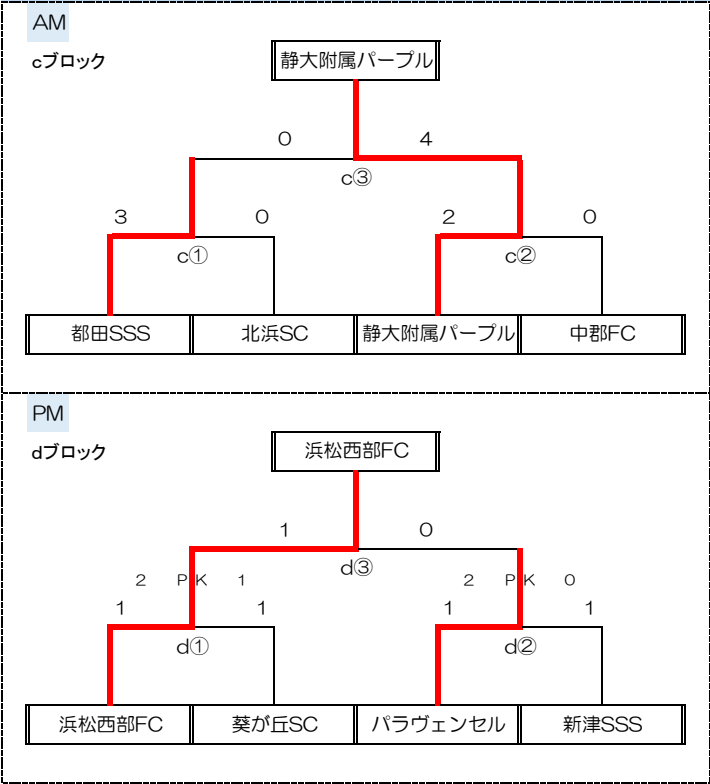 AM
cブロック
静大附属パープル
0 4
c③
3 0 2 0
c① c②
都田SSS 北浜SC 静大附属パープル 中郡FC
PM
dブロック
浜松西部FC
1 0
d③
2 PK 1 2 PK 0
1 1 1 1
d① d②
浜松西部FC 葵が丘SC パラヴェンセル 新津SSS